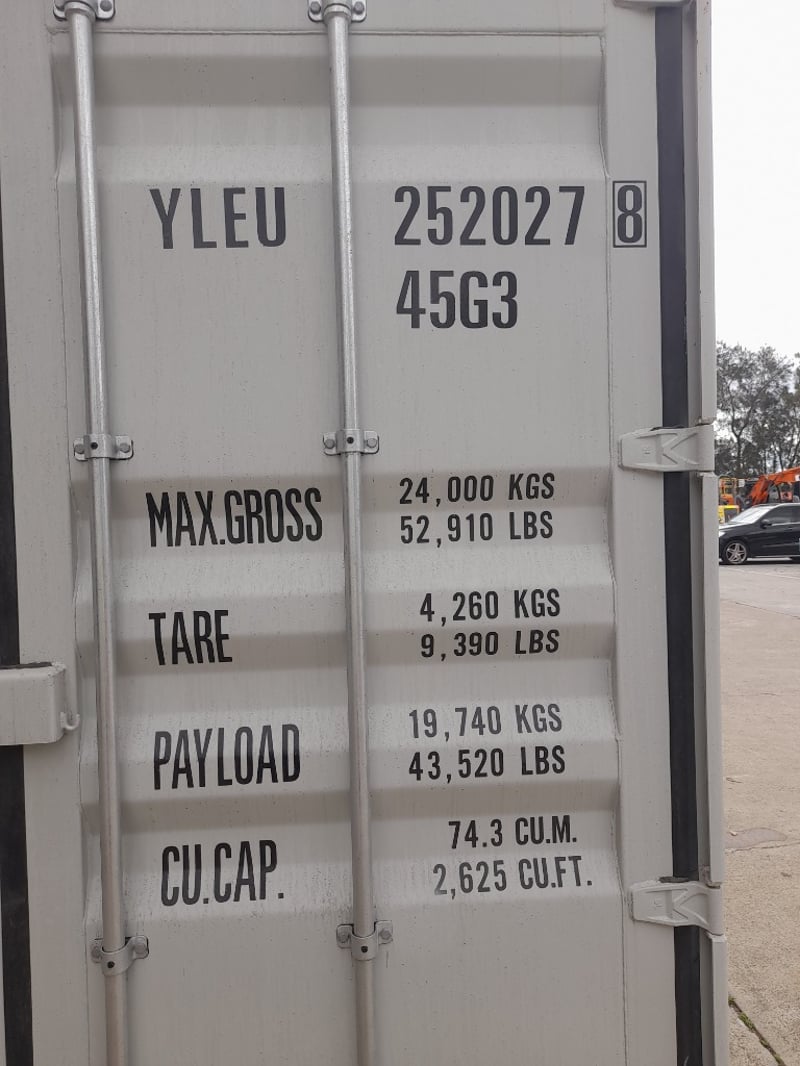 YLEU 252027 8
45G3
MAX.GROSS 24,000 KGS
52,910 LBS
TARE 4,260 KGS
9,390 LBS
PAYLOAD 19,740 KGS
43,520 LBS
CU.CAP. 74.3 CU.M.
2,625 CU.FT.